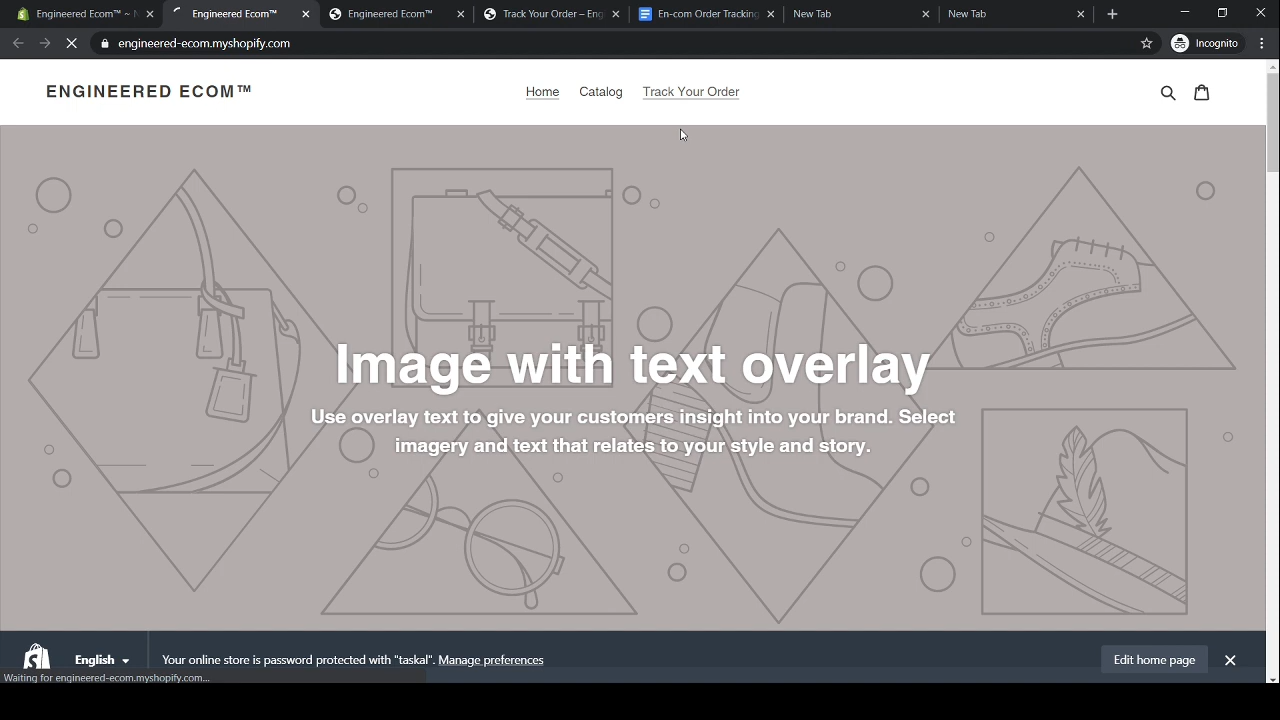 Engineered Ecom™ ~ N
Engineered Ecom™
Engineered Ecom™
Track Your Order – Eng
En-com Order Tracking
New Tab
New Tab
engineered-ecom.myshopify.com
Incognito
ENGINEERED ECOM™
Home
Catalog
Track Your Order
Image with text overlay
Use overlay text to give your customers insight into your brand. Select
imagery and text that relates to your style and story.
English
Your online store is password protected with "taskal". Manage preferences
Edit home page
Waiting for engineered-ecom.myshopify.com...